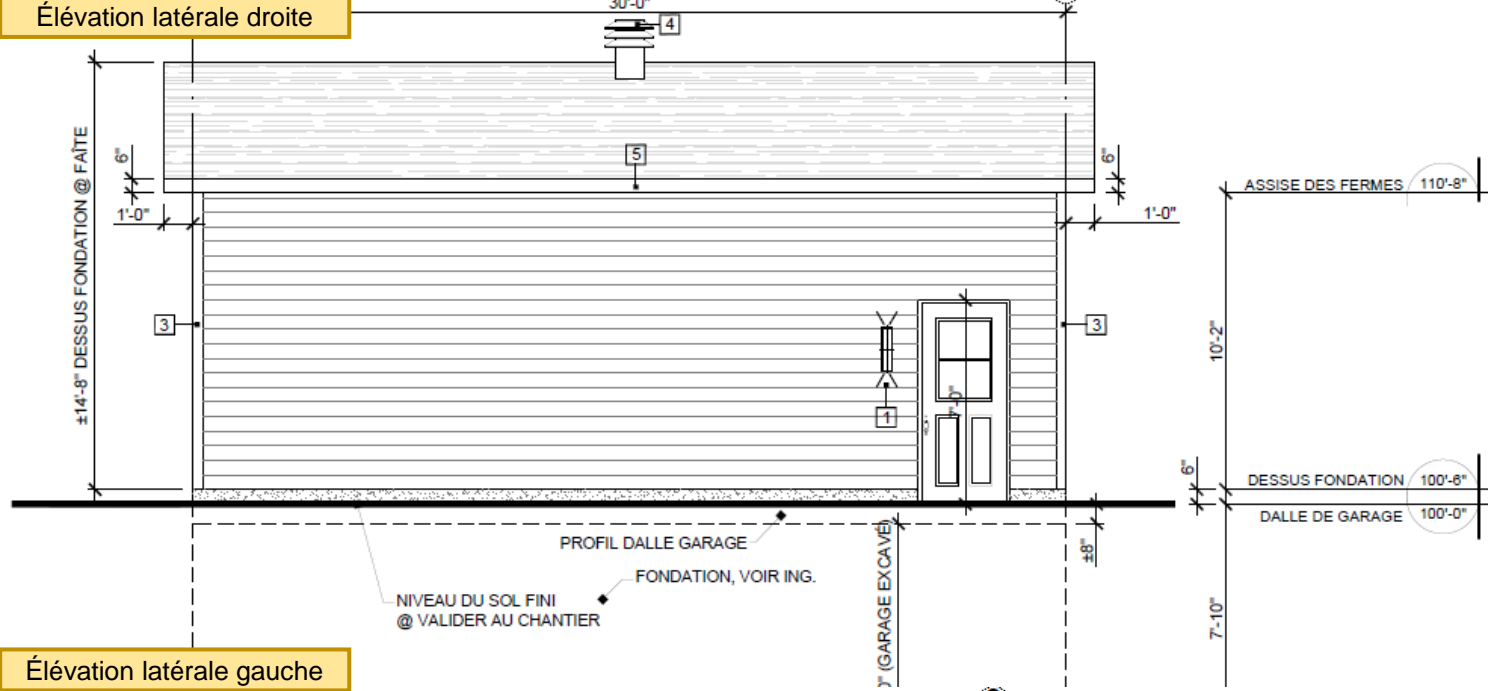 Élévation latérale droite
30'-0"
4
±14'-8" DESSUS FONDATION @ FAÎTE
6"
5
6"
1'-0"
1'-0"
ASSISE DES FERMES 110'-8"
3
3
10'-2"
1
7'-0"
6"
DESSUS FONDATION 100'-6"
DALLE DE GARAGE 100'-0"
PROFIL DALLE GARAGE
±8"
FONDATION, VOIR ING.
NIVEAU DU SOL FINI
@ VALIDER AU CHANTIER
(GARAGE EXCAVÉ)
7'-10"
Élévation latérale gauche